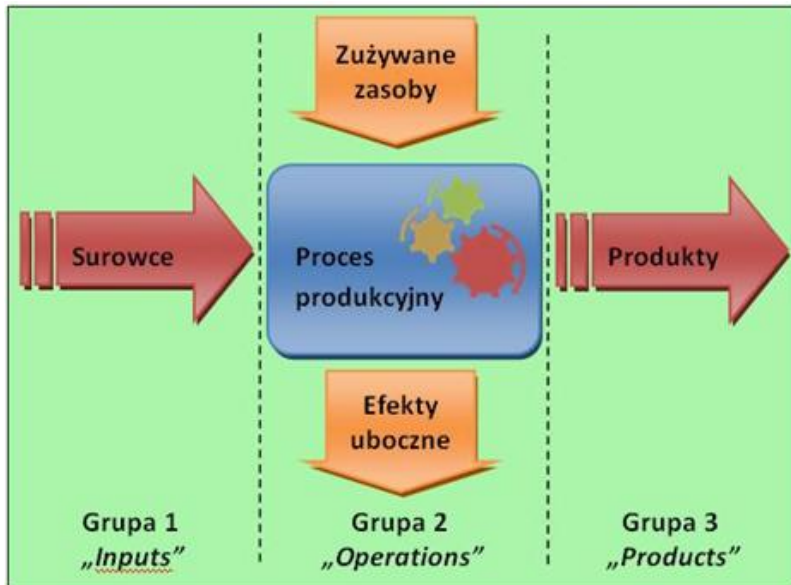 Zużywane
zasoby
Surowce
Proces
produkcyjny
Produkty
Efekty
uboczne
Grupa 1
„Inputs”
Grupa 2
„Operations”
Grupa 3
„Products”